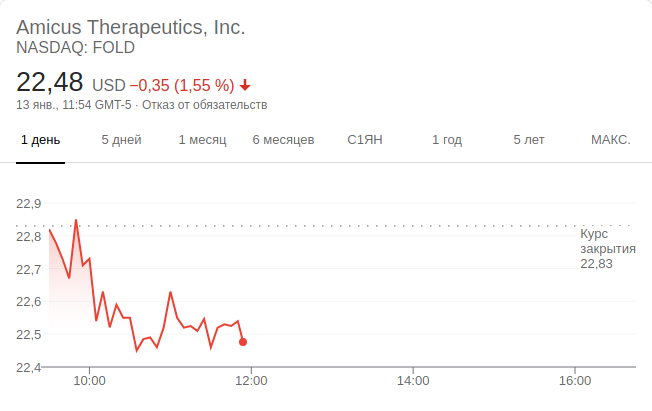 Amicus Therapeutics, Inc.
NASDAQ: FOLD
22,48 USD −0,35 (1,55 %)
13 янв., 11:54 GMT-5 · Отказ от обязательств
1 день 5 дней 1 месяц 6 месяцев С1ЯН 1 год 5 лет МАКС.
22,9
22,8
22,7
22,6
22,5
22,4
Курс
закрытия
22,83
10:00 12:00 14:00 16:00